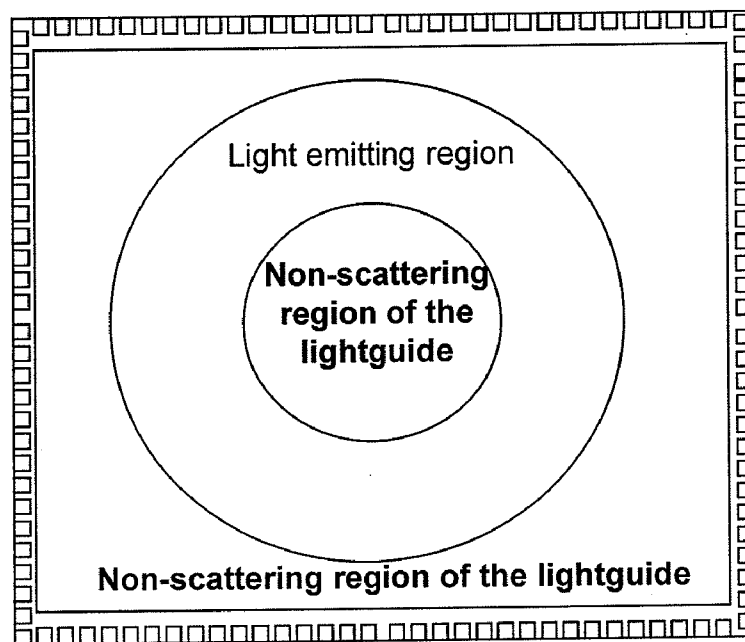 Light emitting region
Non-scattering
region of the
lightguide
Non-scattering region of the lightguide